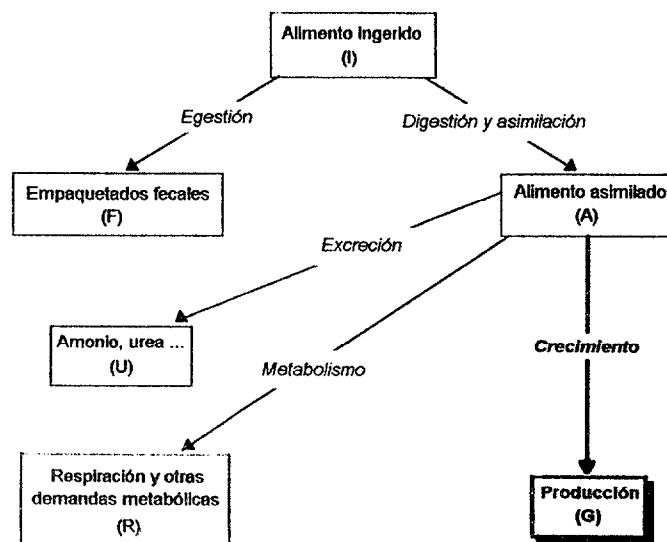 Alimento ingerido
(I)
Egestión
Digestión y asimilación
Empaquetados fecales
(F)
Alimento asimilado
(A)
Excreción
Amonio, urea ...
(U)
Crecimiento
Metabolismo
Respiración y otras
demandas metabólicas
(R)
Producción
(G)